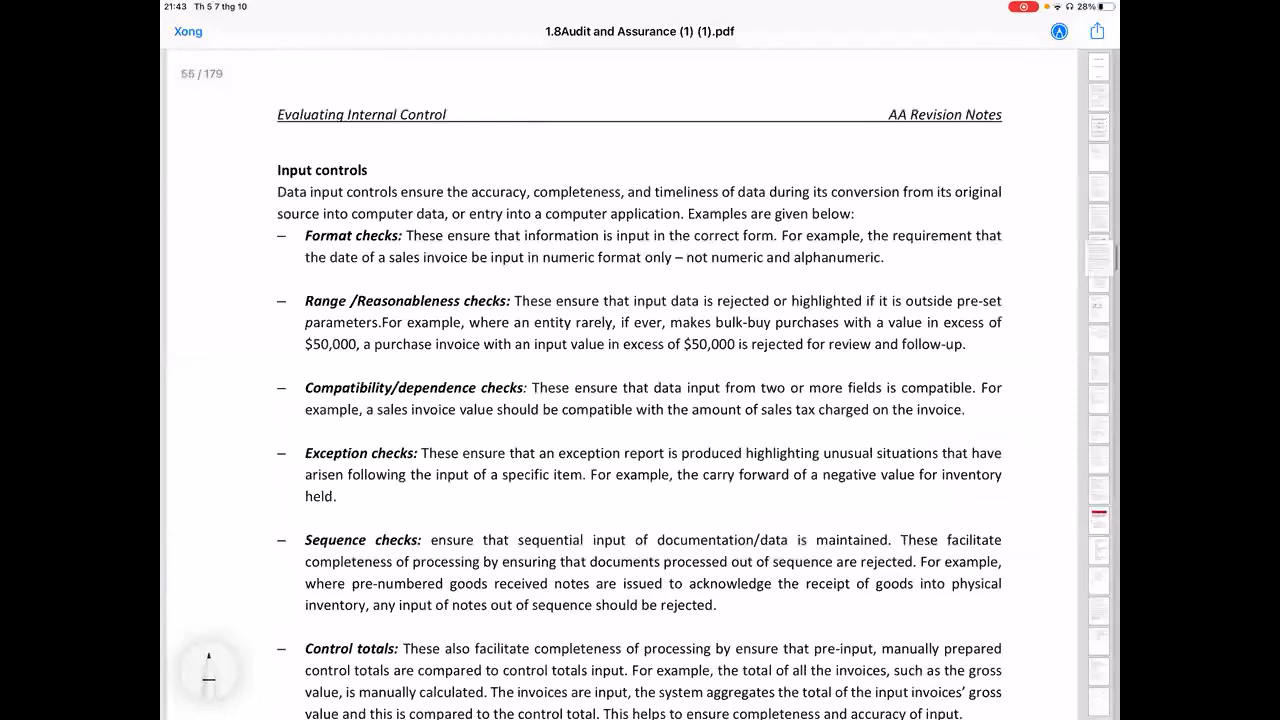 21:43 Th 5 7 thg 10
28%
Xong
1.8Audit and Assurance (1) (1).pdf
55 / 179
Evaluating Internal Control
AA Revision Notes
Input controls
Data input controls ensure the accuracy, completeness, and timeliness of data during its conversion from its original
source into computer data, or entry into a computer application. Examples are given below:
– Format checks: These ensure that information is input in the correct form. For example, the requirement that
date of a sales invoice be input in numeric format only – not numeric and alphanumeric.
– Range /Reasonableness checks: These ensure that input data is rejected or highlighted if it is outside pre-set
parameters.For example, where an entity rarely, if ever, makes bulk-buy purchases with a value in excess of
$50,000, a purchase invoice with an input value in excess of $50,000 is rejected for review and follow-up.
– Compatibility/dependence checks: These ensure that data input from two or more fields is compatible. For
example, a sales invoice value should be compatible with the amount of sales tax charged on the invoice.
– Exception checks: These ensure that an exception report is produced highlighting unusual situations that have
arisen following the input of a specific item. For example, the carry forward of a negative value for inventory
held.
– Sequence checks: ensure that sequential input of documentation/data is maintained. These facilitate
completeness of processing by ensuring that documents processed out of sequence be rejected. For example,
where pre-numbered goods received notes are issued to acknowledge the receipt of goods into physical
inventory, any input of notes out of sequence should be rejected.
– Control totals: These also facilitate completeness of processing by ensure that pre-input, manually prepared
control totals are compared to control totals input. For example, the total of all the invoices, such as the gross
value, is manually calculated. The invoice are input, the system aggregates the total of the input invoices' gross
value and this is compared to the control total. This helps to ensure completeness and accuracy of input.